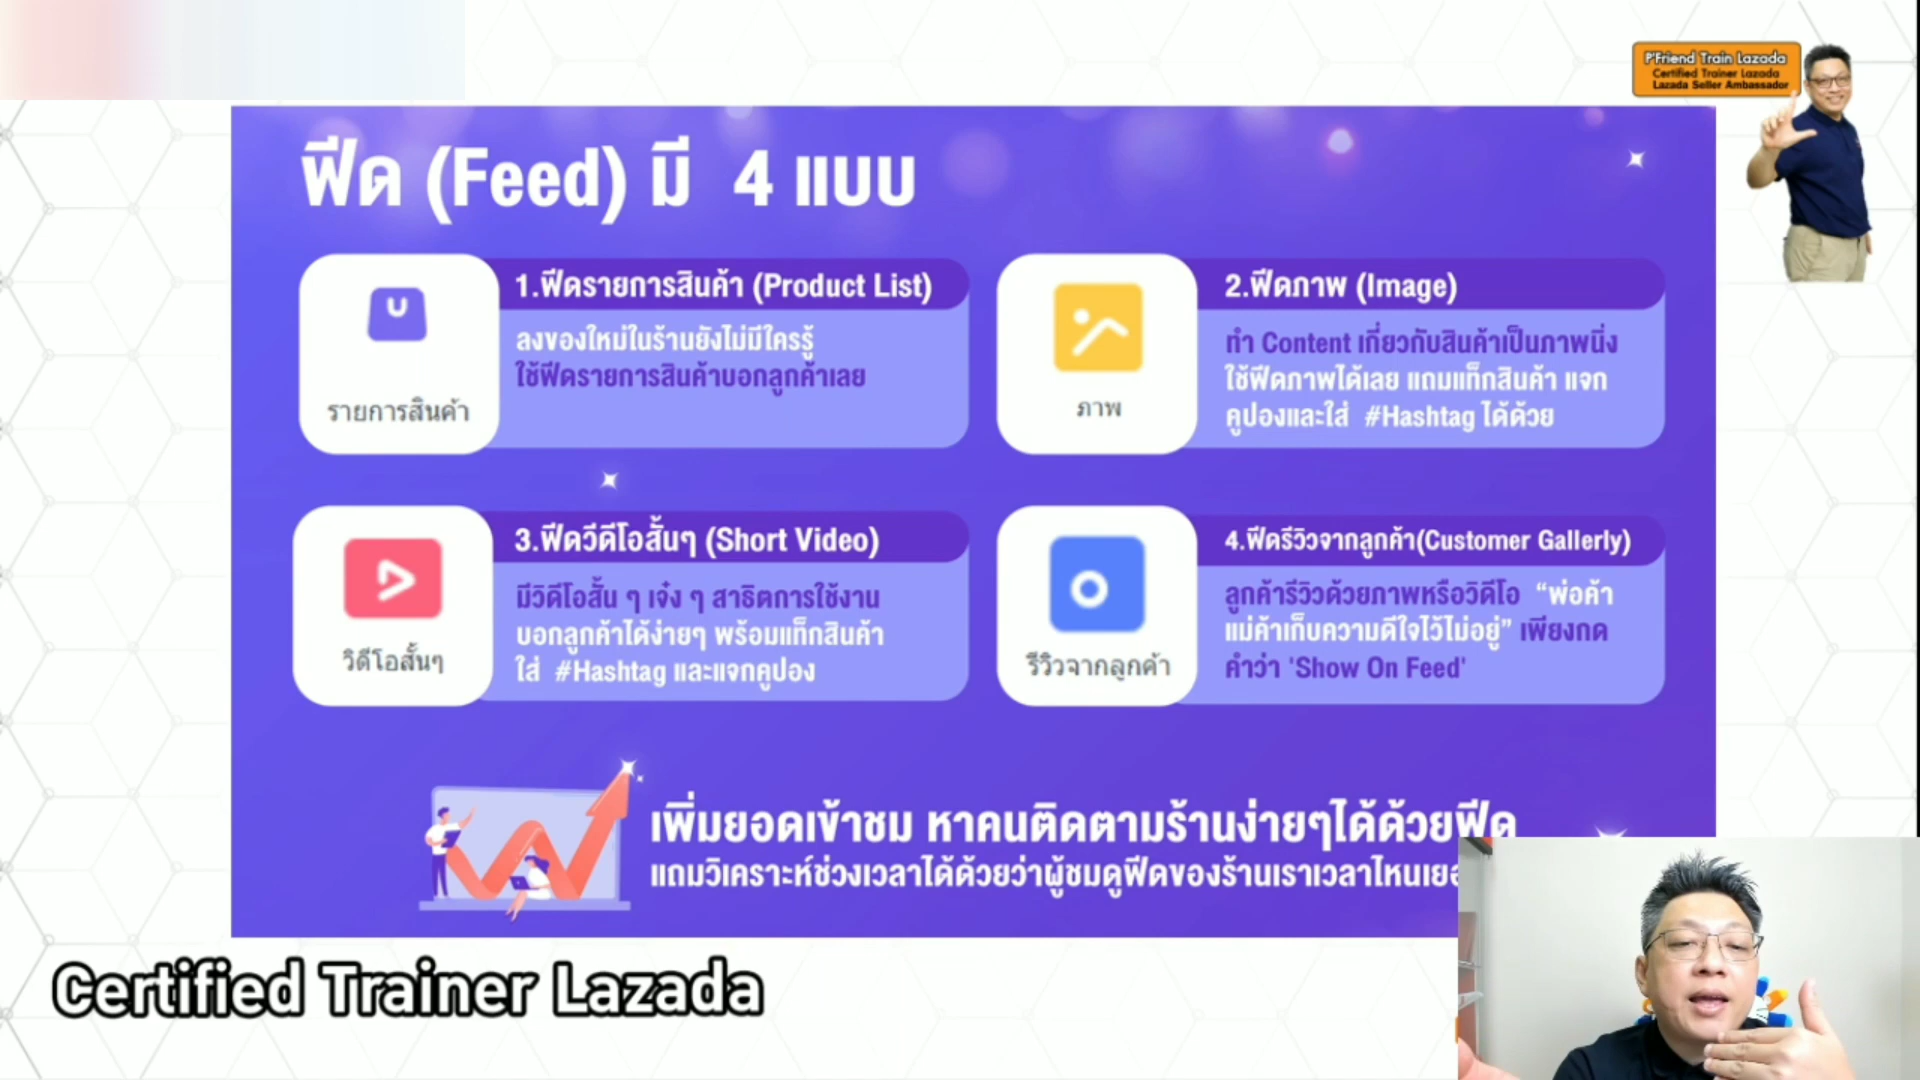 P'Friend Train Lazada
Certified Trainer Lazada
Lazada Seller Ambassador
ฟีด (Feed) มี 4 แบบ
1.ฟีดรายการสินค้า (Product List)
ลงของใหม่ในร้านยังไม่มีใครรู้
ใช้ฟีดรายการสินค้าบอกลูกค้าเลย
รายการสินค้า
2.ฟีดภาพ (Image)
ทำ Content เกี่ยวกับสินค้าเป็นภาพนิ่ง
ใช้ฟีดภาพได้เลย แถมแท็กสินค้า แจก
คูปองและใส่ #Hashtag ได้ด้วย
ภาพ
3.ฟีดวีดีโอสั้นๆ (Short Video)
มีวิดีโอสั้น ๆ เจ๋ง ๆ สาธิตการใช้งาน
บอกลูกค้าได้ง่ายๆ พร้อมแท็กสินค้า
ใส่ #Hashtag และแจกคูปอง
วิดีโอสั้นๆ
4.ฟีดรีวิวจากลูกค้า(Customer Gallerly)
ลูกค้ารีวิวด้วยภาพหรือวิดีโอ “พ่อค้า
แม่ค้าเก็บความดีใจไว้ไม่อยู่” เพียงกด
คำว่า 'Show On Feed'
รีวิวจากลูกค้า
เพิ่มยอดเข้าชม หาคนติดตามร้านง่ายๆได้ด้วยฟีด
แถมวิเคราะห์ช่วงเวลาได้ด้วยว่าผู้ชมดูฟีดของร้านเราเวลาไหนเยอ
Certified Trainer Lazada